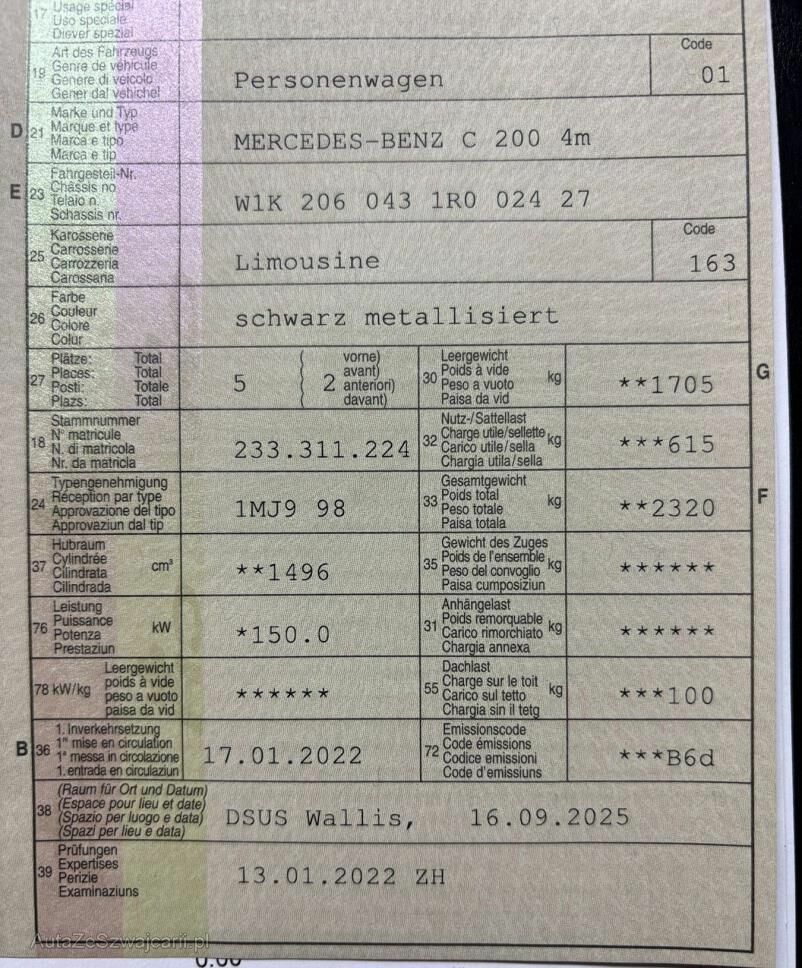 17 Usage spécial
Uso speciale
Diever spezial
Art des Fahrzeugs
19 Genre de véhicule
Genere di veicolo
Gener dal vehichel
Personenwagen
Code
01
D 21 Marke und Typ
Marque et type
Marca e tipo
Marca e tip
MERCEDES-BENZ C 200 4m
E 23 Fahrgestell-Nr.
Châssis no
Telaio n.
Schassis nr.
W1K 206 043 1R0 024 27
25 Karosserie
Carrosserie
Carrozzeria
Carossaria
Limousine
Code
163
26 Farbe
Couleur
Colore
Colur
schwarz metallisiert
27 Plätze: Total
Places: Total
Posti: Totale
Plazs: Total
5 ( 2 vorne)
avant)
anteriori)
davant)
30 Leergewicht
Poids à vide
Peso a vuoto
Paisa da vid
kg **1705 G
18 Stammnummer
N° matricule
N. di matricola
Nr. da matricla
233.311.224
32 Nutz-/Sattellast
Charge utile/sellette
Carico utile/sella
Chargia utila/sella
kg ***615
24 Typengenehmigung
Réception par type
Approvazione del tipo
Approvaziun dal tip
1MJ9 98
33 Gesamtgewicht
Poids total
Peso totale
Paisa totala
kg **2320 F
37 Hubraum
Cylindrée
Cilindrata
Cilindrada
cm³ **1496
35 Gewicht des Zuges
Poids de l'ensemble
Peso del convoglio
Paisa cumposiziun
kg ******
76 Leistung
Puissance
Potenza
Prestaziun
kW *150.0
31 Anhängelast
Poids remorquable
Carico rimorchiato
Chargia annexa
kg ******
78 kW/kg Leergewicht
poids à vide
peso a vuoto
paisa da vid
******
55 Dachlast
Charge sur le toit
Carico sul tetto
Chargia sin il tetg
kg ***100
B 36 1. Inverkehrsetzung
1re mise en circulation
1a messa in circolazione
1. entrada en circulaziun
17.01.2022
72 Emissionscode
Code émissions
Codice emissioni
Code d'emissiuns
***B6d
38 (Raum für Ort und Datum)
(Espace pour lieu et date)
(Spazio per luogo e data)
(Spazi per lieu e data)
DSUS Wallis, 16.09.2025
39 Prüfungen
Expertises
Perizie
Examinaziuns
13.01.2022 ZH
AutaZeSzwajcarii.pl
0.00